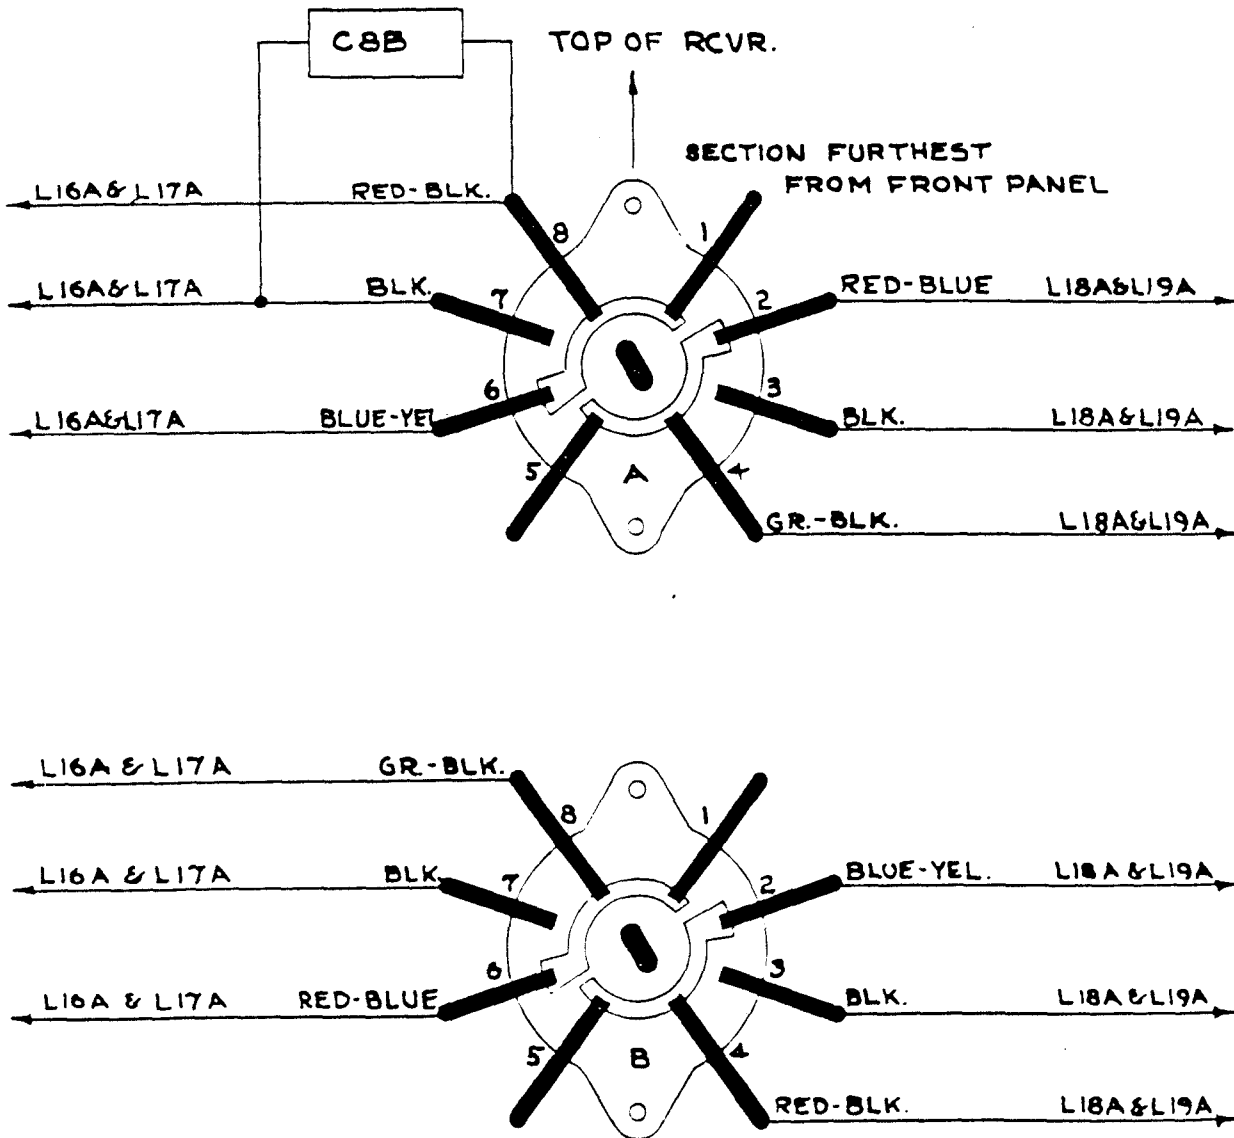 C8B
TOP OF RCVR.
SECTION FURTHEST
FROM FRONT PANEL
L16A & L17A RED-BLK. 8 1
L16A & L17A BLK. 7 2 RED-BLUE L18A&L19A
L16A&L17A BLUE-YEL 6 3 BLK. L18A&L19A
5 A 4 GR.-BLK. L18A&L19A
L16A & L17A GR.-BLK. 8 1
L16A & L17A BLK 7 2 BLUE-YEL. L18A & L19A
L16A & L17A RED-BLUE 6 3 BLK. L18A & L19A
5 B 4 RED-BLK. L18A & L19A